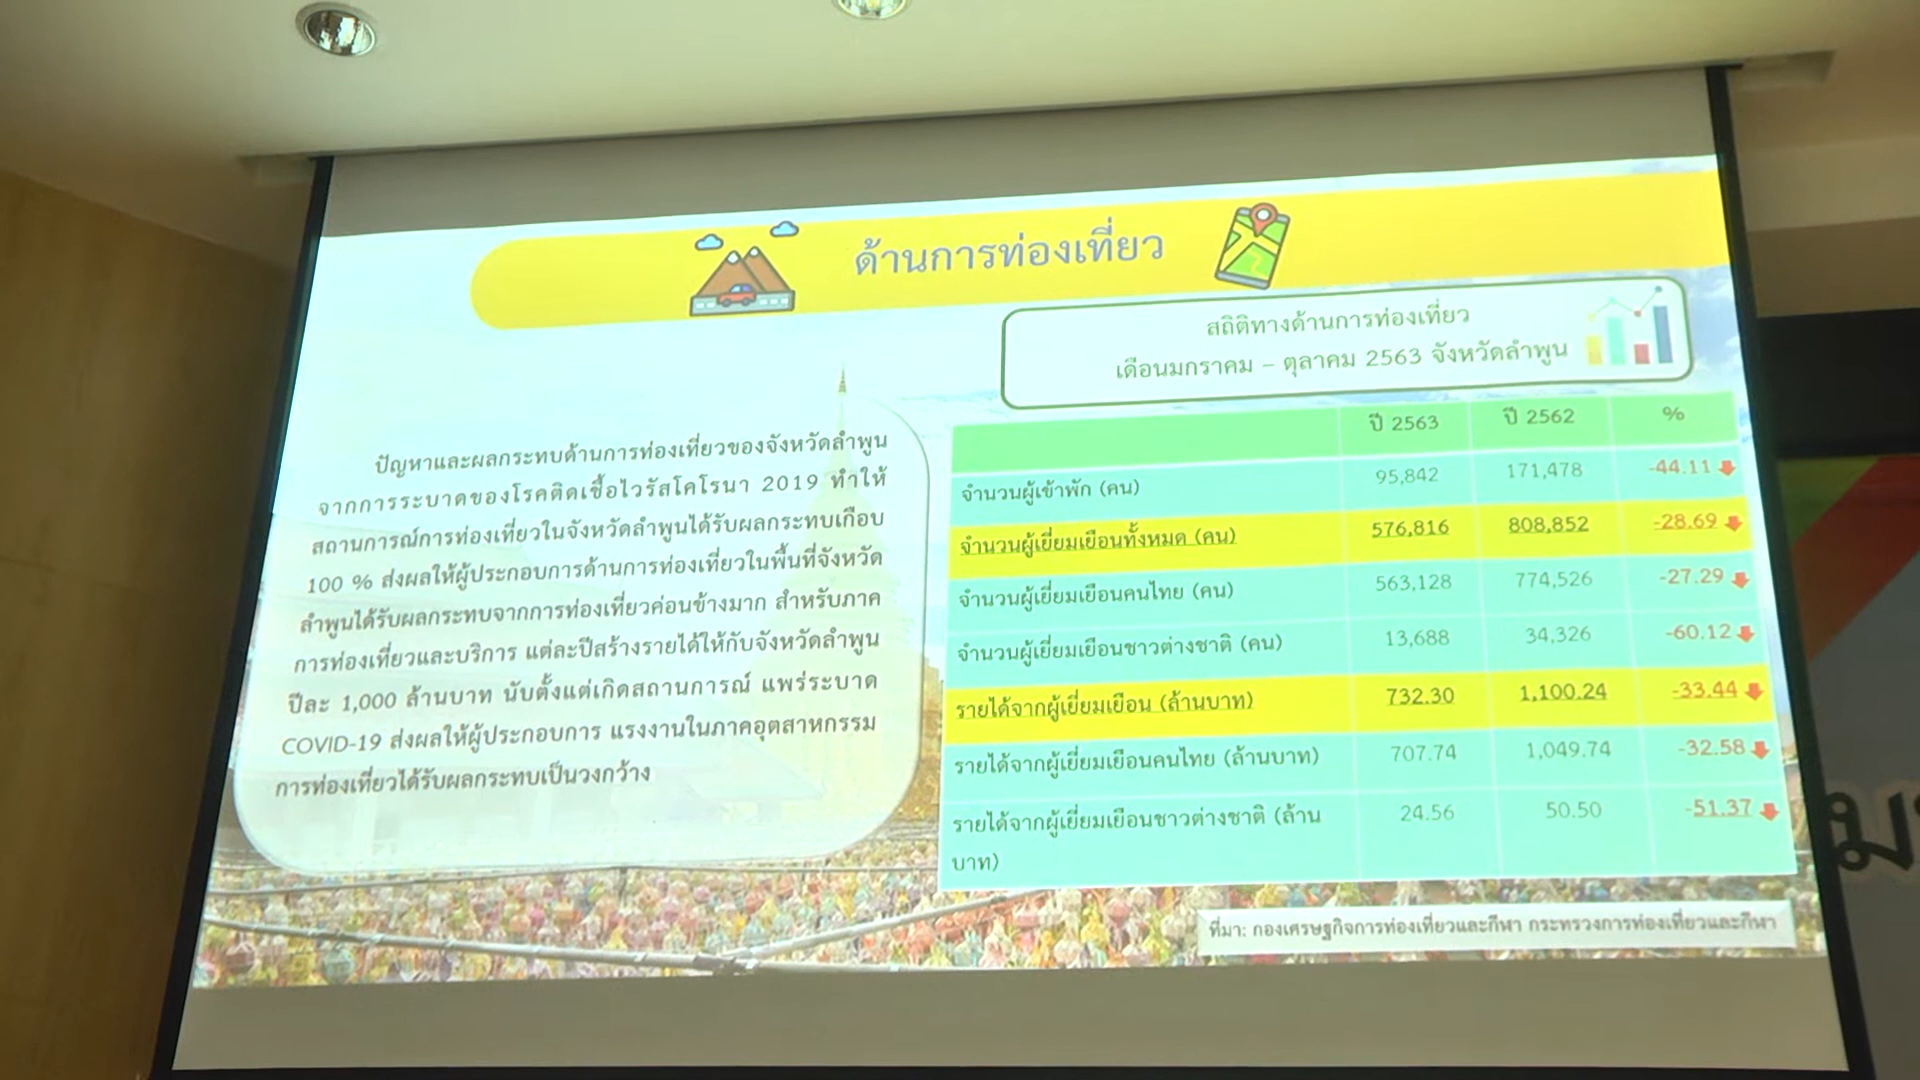 ด้านการท่องเที่ยว
ปัญหาและผลกระทบด้านการท่องเที่ยวของจังหวัดลำพูน
จากการระบาดของโรคติดเชื้อไวรัสโคโรนา 2019 ทำให้
สถานการณ์การท่องเที่ยวในจังหวัดลำพูนได้รับผลกระทบเกือบ
100 % ส่งผลให้ผู้ประกอบการด้านการท่องเที่ยวในพื้นที่จังหวัด
ลำพูนได้รับผลกระทบจากการท่องเที่ยวค่อนข้างมาก สำหรับภาค
การท่องเที่ยวและบริการ แต่ละปีสร้างรายได้ให้กับจังหวัดลำพูน
ปีละ 1,000 ล้านบาท นับตั้งแต่เกิดสถานการณ์ แพร่ระบาด
COVID-19 ส่งผลให้ผู้ประกอบการ แรงงานในภาคอุตสาหกรรม
การท่องเที่ยวได้รับผลกระทบเป็นวงกว้าง
สถิติทางด้านการท่องเที่ยว
เดือนมกราคม – ตุลาคม 2563 จังหวัดลำพูน
ปี 2563 ปี 2562 %
จำนวนผู้เข้าพัก (คน) 95,842 171,478 -44.11
จำนวนผู้เยี่ยมเยือนทั้งหมด (คน) 576,816 808,852 -28.69
จำนวนผู้เยี่ยมเยือนคนไทย (คน) 563,128 774,526 -27.29
จำนวนผู้เยี่ยมเยือนชาวต่างชาติ (คน) 13,688 34,326 -60.12
รายได้จากผู้เยี่ยมเยือน (ล้านบาท) 732.30 1,100.24 -33.44
รายได้จากผู้เยี่ยมเยือนคนไทย (ล้านบาท) 707.74 1,049.74 -32.58
รายได้จากผู้เยี่ยมเยือนชาวต่างชาติ (ล้าน 24.56 50.50 -51.37
บาท)
ที่มา: กองเศรษฐกิจการท่องเที่ยวและกีฬา กระทรวงการท่องเที่ยวและกีฬา